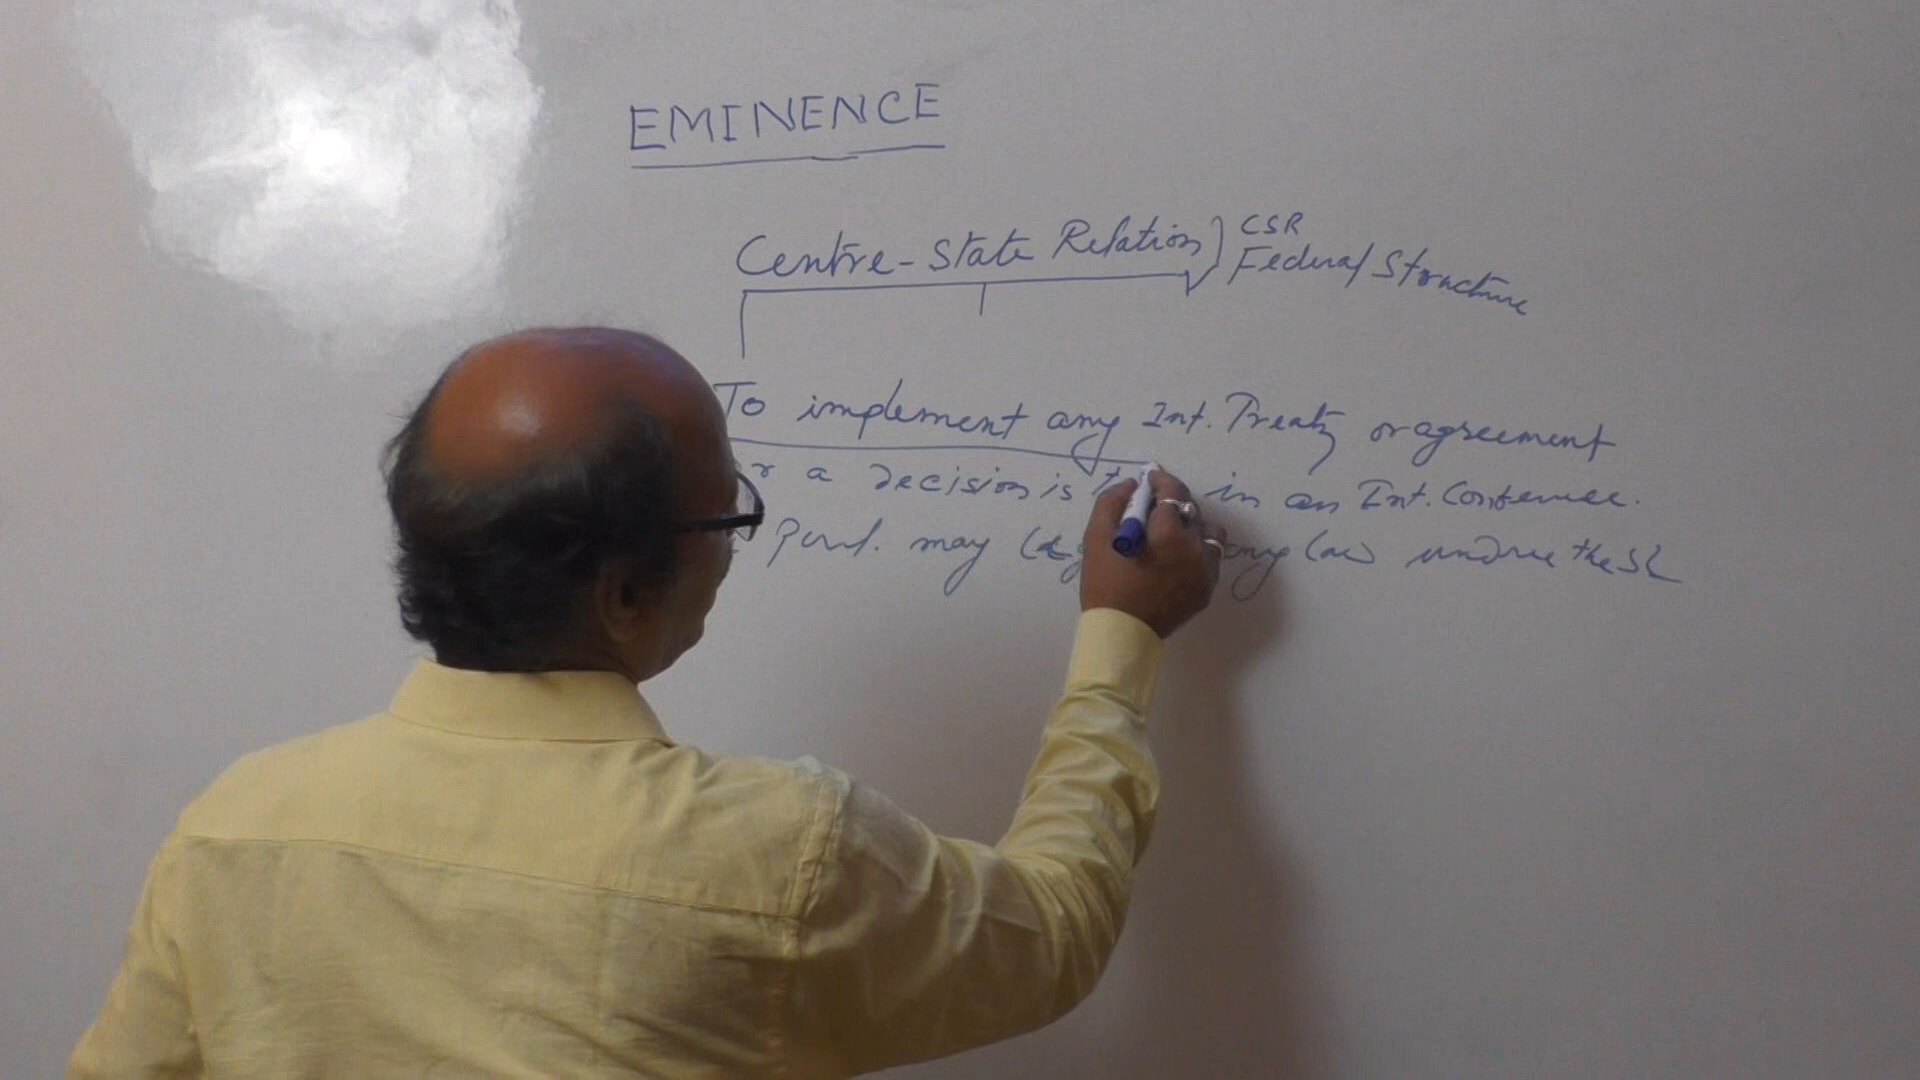 EMINENCE
Centre-State Relation
CSR
Federal Structure
To implement any Int. Treaty or agreement
a decision is in an Int. Conference.
Parl. may any law under the SL